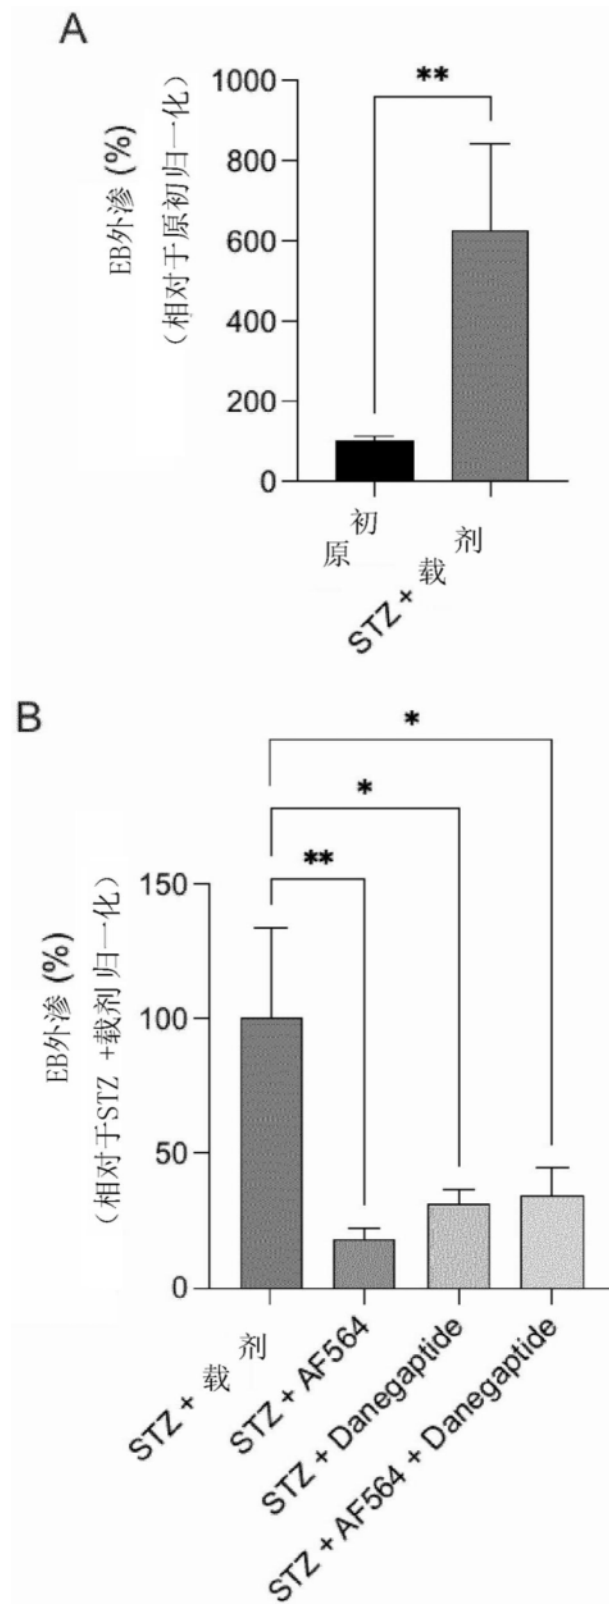 A
**
EB外渗 (%)
（相对于原初归一化）
1000
800
600
400
200
0
原初
STZ + 载剂
B
*
*
**
EB外渗 (%)
（相对于STZ +载剂 归一化）
150
100
50
0
STZ + 载剂
STZ + AF564
STZ + Danegaptide
STZ + AF564 + Danegaptide